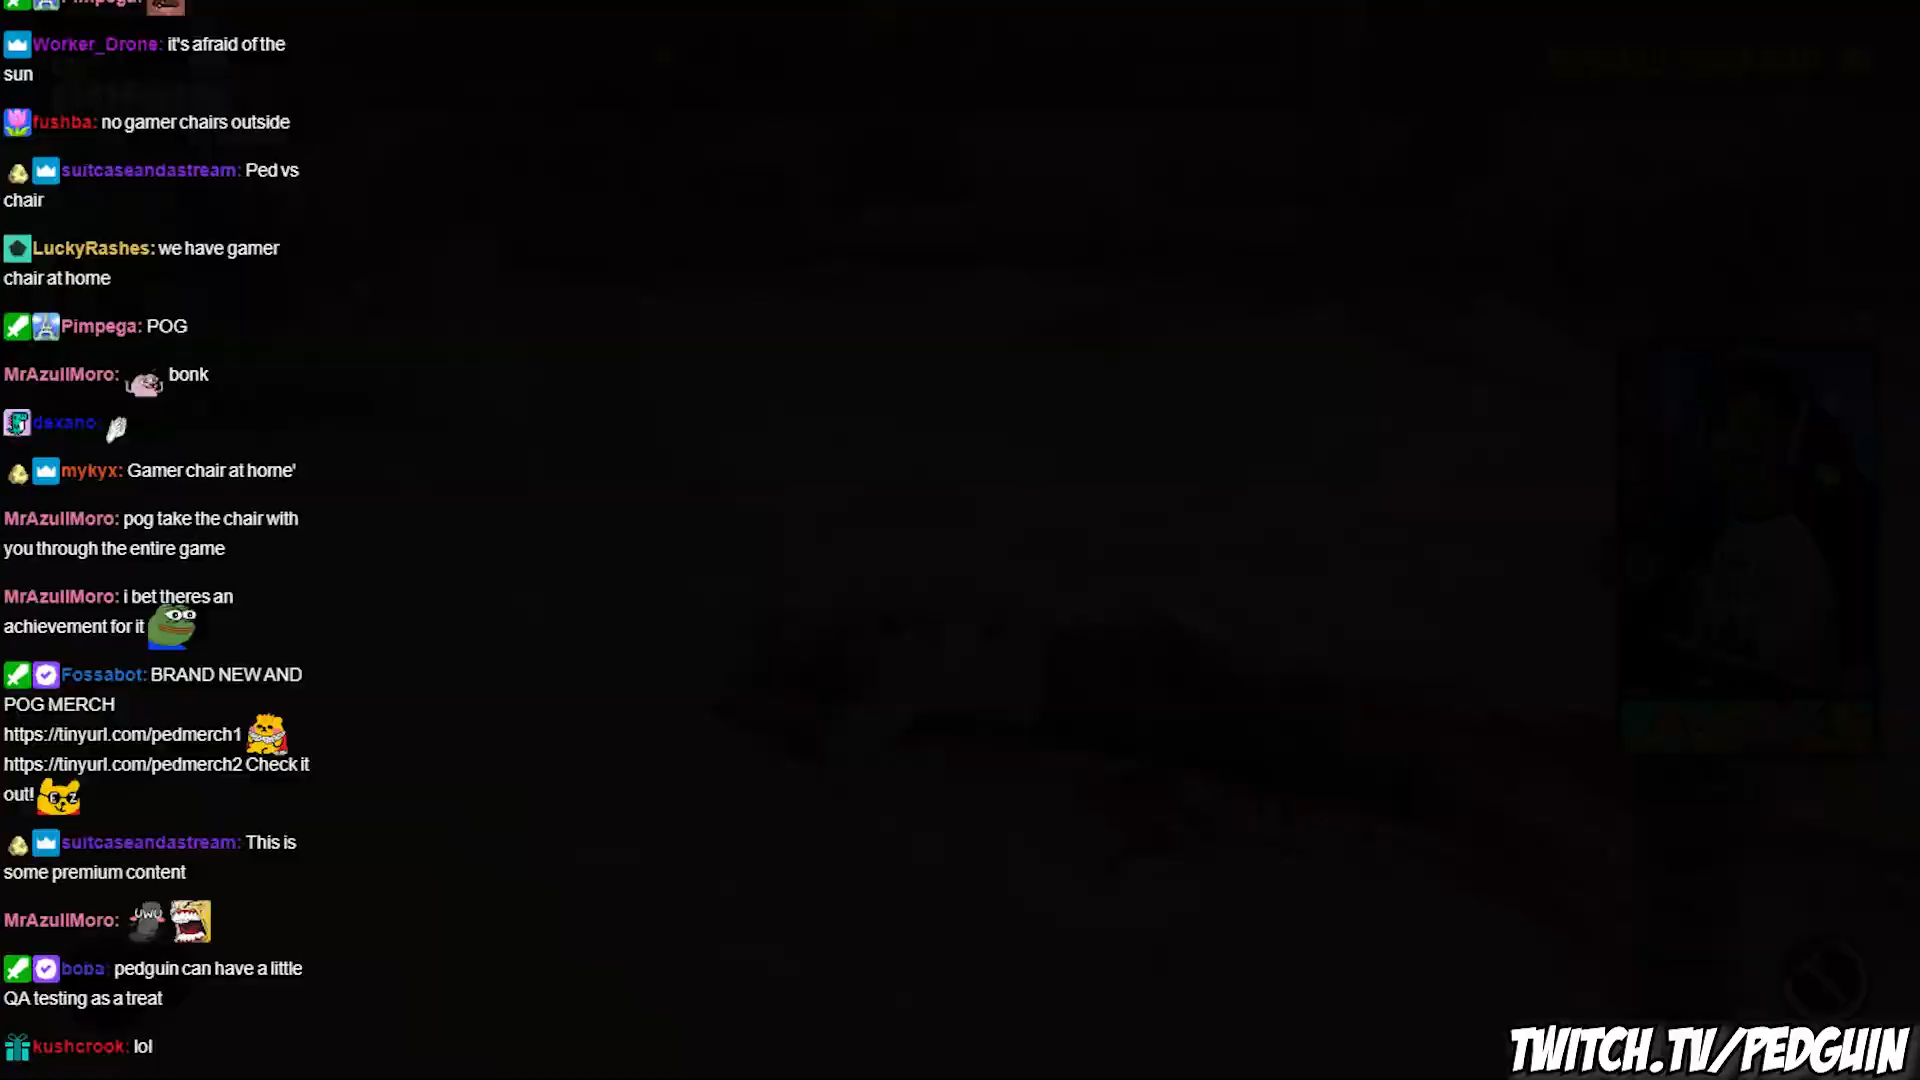 Pimpega:
Worker_Drone: it's afraid of the
sun
fushba: no gamer chairs outside
suitcaseandastream: Ped vs
chair
LuckyRashes: we have gamer
chair at home
Pimpega: POG
MrAzullMoro: bonk
dexano:
mykyx: Gamer chair at home'
MrAzullMoro: pog take the chair with
you through the entire game
MrAzullMoro: i bet theres an
achievement for it
Fossabot: BRAND NEW AND
POG MERCH
https://tinyurl.com/pedmerch1
https://tinyurl.com/pedmerch2 Check it
out!
suitcaseandastream: This is
some premium content
MrAzullMoro: UWU
boba: pedguin can have a little
QA testing as a treat
kushcrook: lol
TWITCH.TV/PEDGUIN